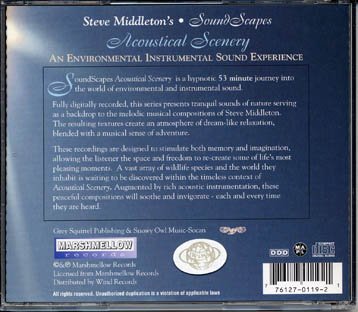 Steve Middleton's • SoundScapes
Acoustical Scenery
AN ENVIRONMENTAL INSTRUMENTAL SOUND EXPERIENCE
SoundScapes Acoustical Scenery is a hypnotic 53 minute journey into
the world of environmental and instrumental sound.
Fully digitally recorded, this series presents tranquil sounds of nature serving
as a backdrop to the melodic musical compositions of Steve Middleton.
The resulting textures create an atmosphere of dream-like relaxation,
blended with a musical sense of adventure.
These recordings are designed to stimulate both memory and imagination,
allowing the listener the space and freedom to re-create some of life's most
pleasing moments. A vast array of wildlife species and the world they
inhabit is waiting to be discovered within the timeless context of
Acoustical Scenery. Augmented by rich acoustic instrumentation, these
peaceful compositions will soothe and invigorate - each and every time
they are heard.
Grey Squirrel Publishing & Snowy Owl Music-Socan
MARSHMELLOW
records
©&℗ Marshmellow Records
Licensed from Marshmellow Records
Distributed by Wind Records
All rights reserved. Unauthorized duplication is a violation of applicable laws
DDD
COMPACT
disc
DIGITAL AUDIO
7 76127-0119-2 7